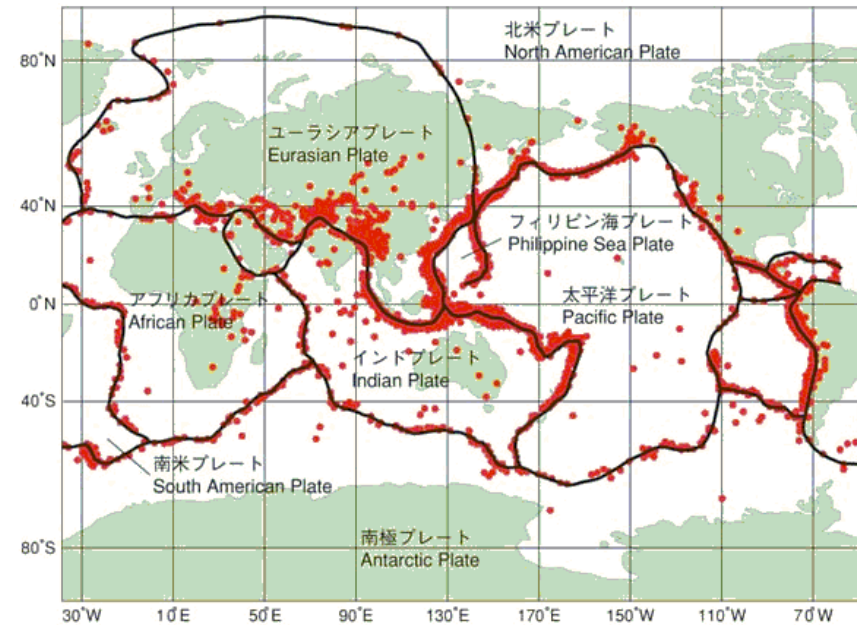 北米プレート
North American Plate
80˚N
ユーラシアプレート
Eurasian Plate
40˚N
フィリピン海プレート
Philippine Sea Plate
太平洋プレート
Pacific Plate
0˚N
アフリカプレート
African Plate
インドプレート
Indian Plate
40˚S
南米プレート
South American Plate
南極プレート
Antarctic Plate
80˚S
30˚W 10˚E 50˚E 90˚E 130˚E 170˚E 150˚W 110˚W 70˚W